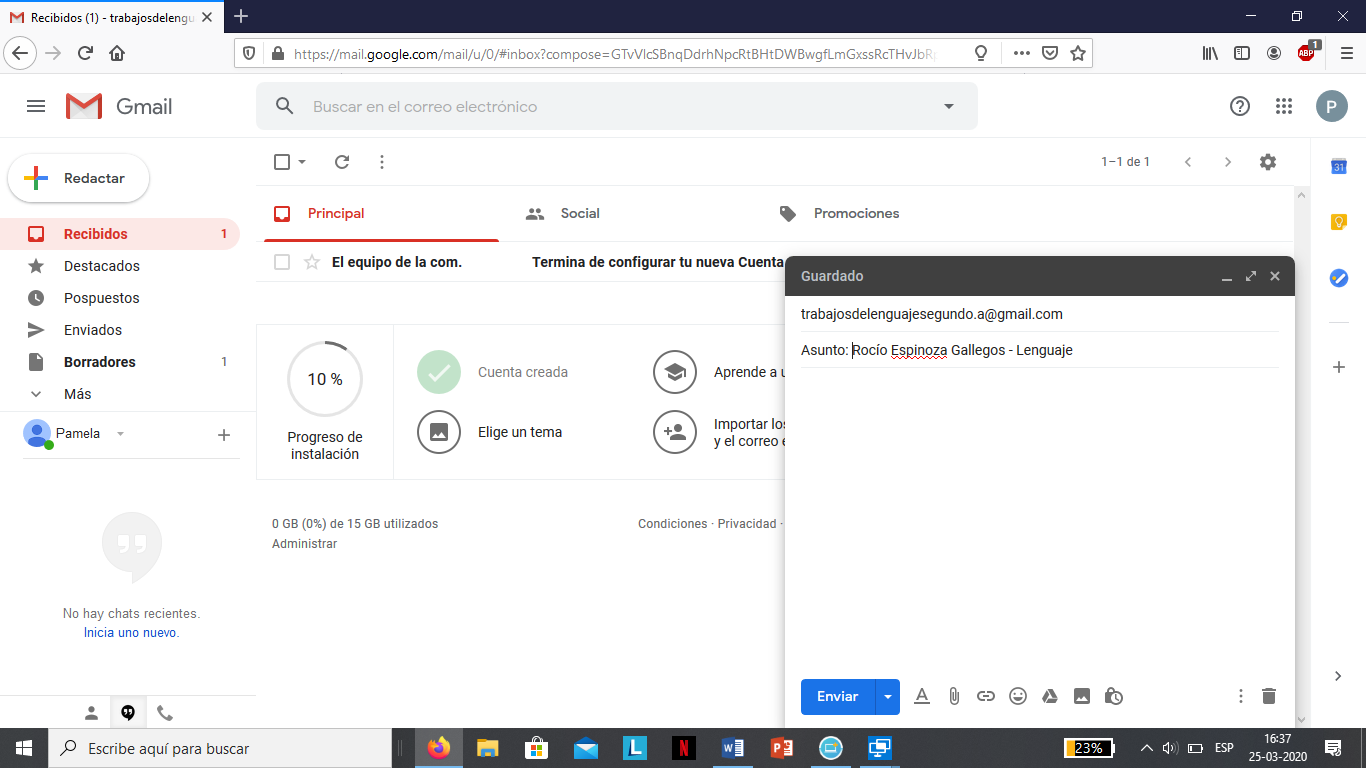 Recibidos (1) - trabajosdelengu
https://mail.google.com/mail/u/0/#inbox?compose=GTvVlcSBnqDdrhNpcRtBHtDWBwgfLmGxssRcTHvJbR
ABP
1
Gmail
Buscar en el correo electrónico
P
Redactar
1–1 de 1
31
Principal
Social
Promociones
Recibidos 1
Destacados
Pospuestos
Enviados
Borradores 1
Más
El equipo de la com. Termina de configurar tu nueva Cuenta
Guardado
trabajosdelenguajesegundo.a@gmail.com
Asunto: Rocío Espinoza Gallegos - Lenguaje
10 %
Progreso de
instalación
Cuenta creada
Aprende a u
Elige un tema
Importar los
y el correo e
Pamela
0 GB (0%) de 15 GB utilizados
Administrar
Condiciones · Privacidad ·
No hay chats recientes.
Inicia uno nuevo.
Enviar
Escribe aquí para buscar
L
N
W
P
23%
ESP
16:37
25-03-2020